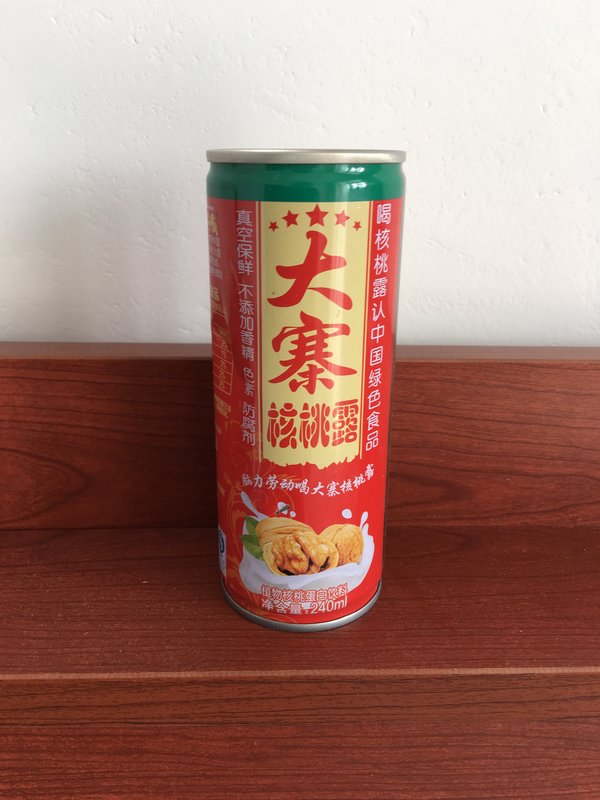 大寨
核桃露
喝核桃露认中国绿色食品
真空保鲜 不添加香精 色素 防腐剂
脑力劳动喝大寨核桃露
植物核桃蛋白饮料
净含量:240ml